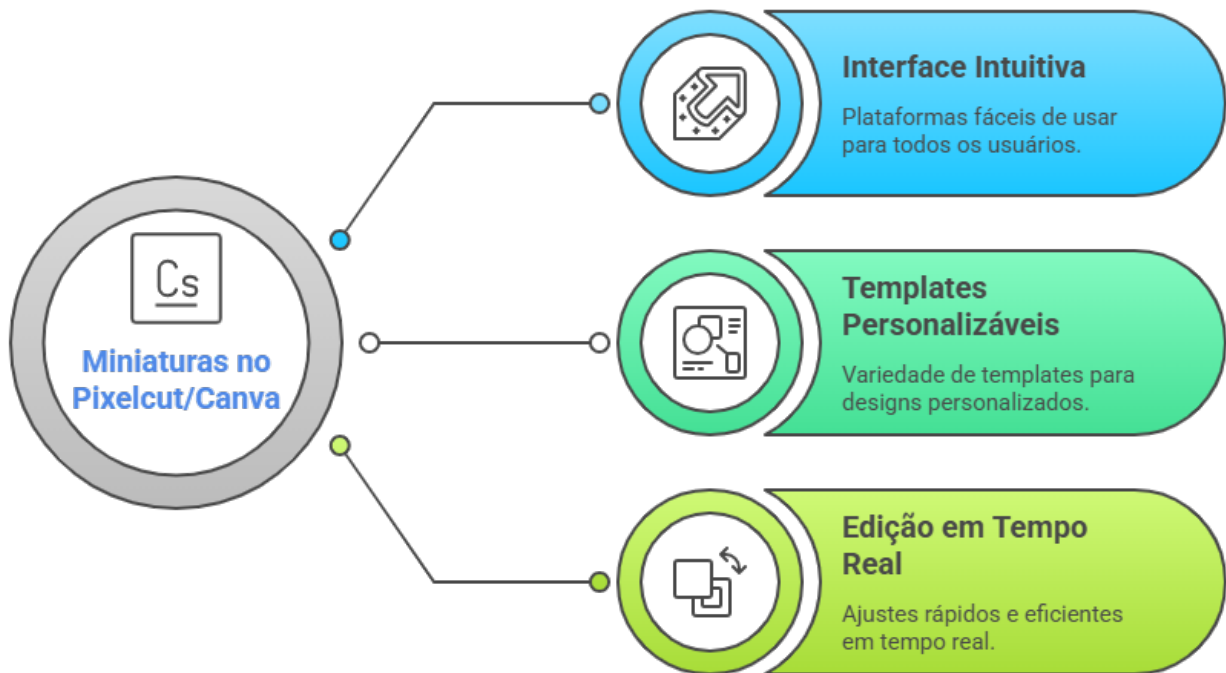 Cs
Miniaturas no
Pixelcut/Canva
Interface Intuitiva
Plataformas fáceis de usar
para todos os usuários.
Templates
Personalizáveis
Variedade de templates para
designs personalizados.
Edição em Tempo
Real
Ajustes rápidos e eficientes
em tempo real.